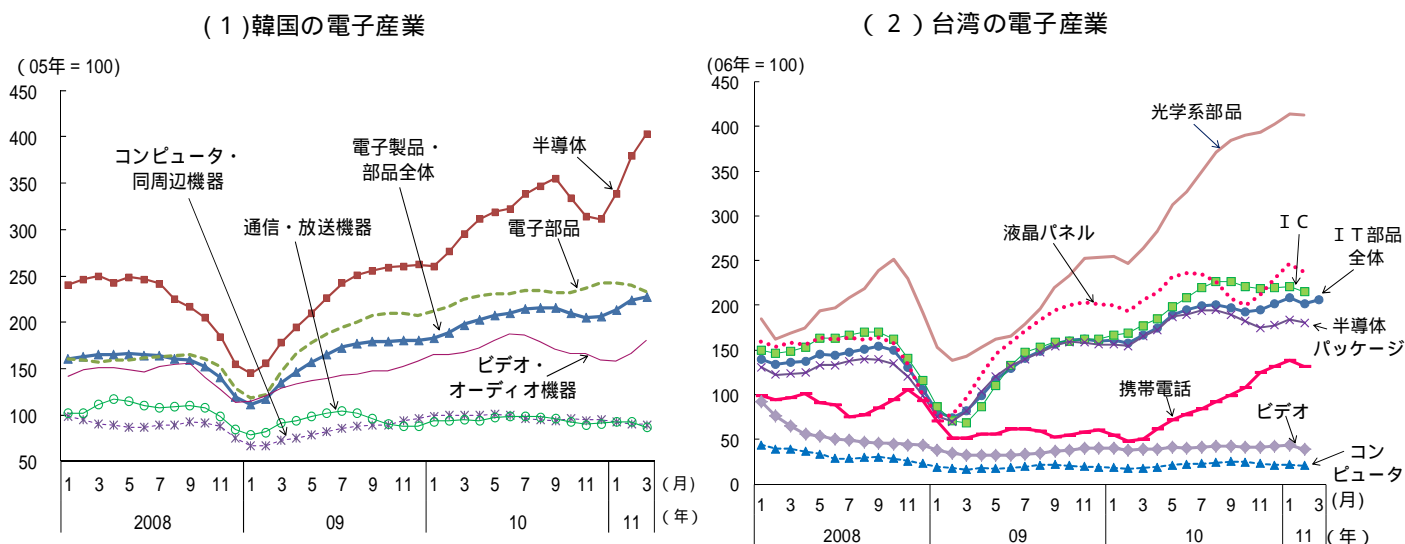 (1)韓国の電子産業
(05年=100)
450
400
350
300
250
200
150
100
50
コンピュータ・
同周辺機器
通信・放送機器
電子製品・
部品全体
半導体
電子部品
ビデオ・
オーディオ機器
1 3 5 7 9 11 1 3 5 7 9 11 1 3 5 7 9 11 1 3 (月)
2008 09 10 11 (年)
(2)台湾の電子産業
(06年=100)
450
400
350
300
250
200
150
100
50
0
光学系部品
液晶パネル
IC
IT部品
全体
半導体
パッケージ
携帯電話
ビデオ
コン
ピュータ
1 3 5 7 9 11 1 3 5 7 9 11 1 3 5 7 9 11 1 3 (月)
2008 09 10 11 (年)